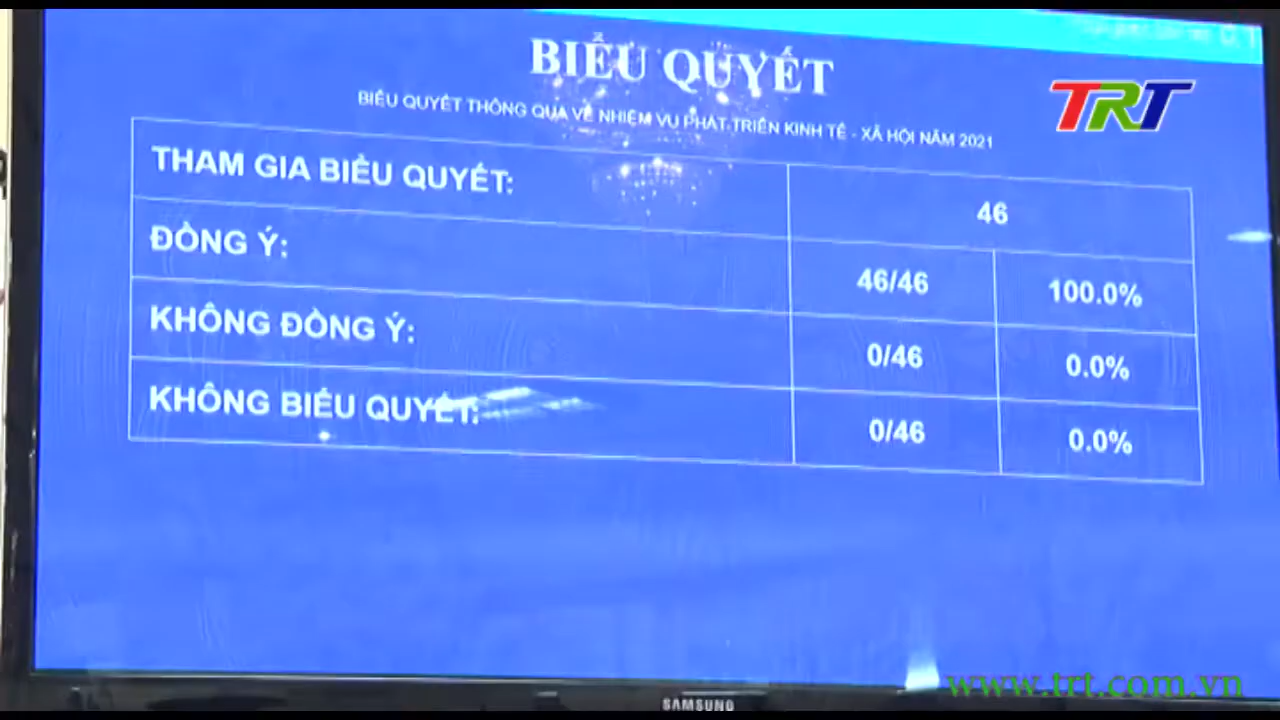 BIỂU QUYẾT
TRT
BIỂU QUYẾT THÔNG QUA VỀ NHIỆM VỤ PHÁT TRIỂN KINH TẾ - XÃ HỘI NĂM 2021
THAM GIA BIỂU QUYẾT: 46
ĐỒNG Ý: 46/46 100.0%
KHÔNG ĐỒNG Ý: 0/46 0.0%
KHÔNG BIỂU QUYẾT: 0/46 0.0%
www.trt.com.vn
SAMSUNG